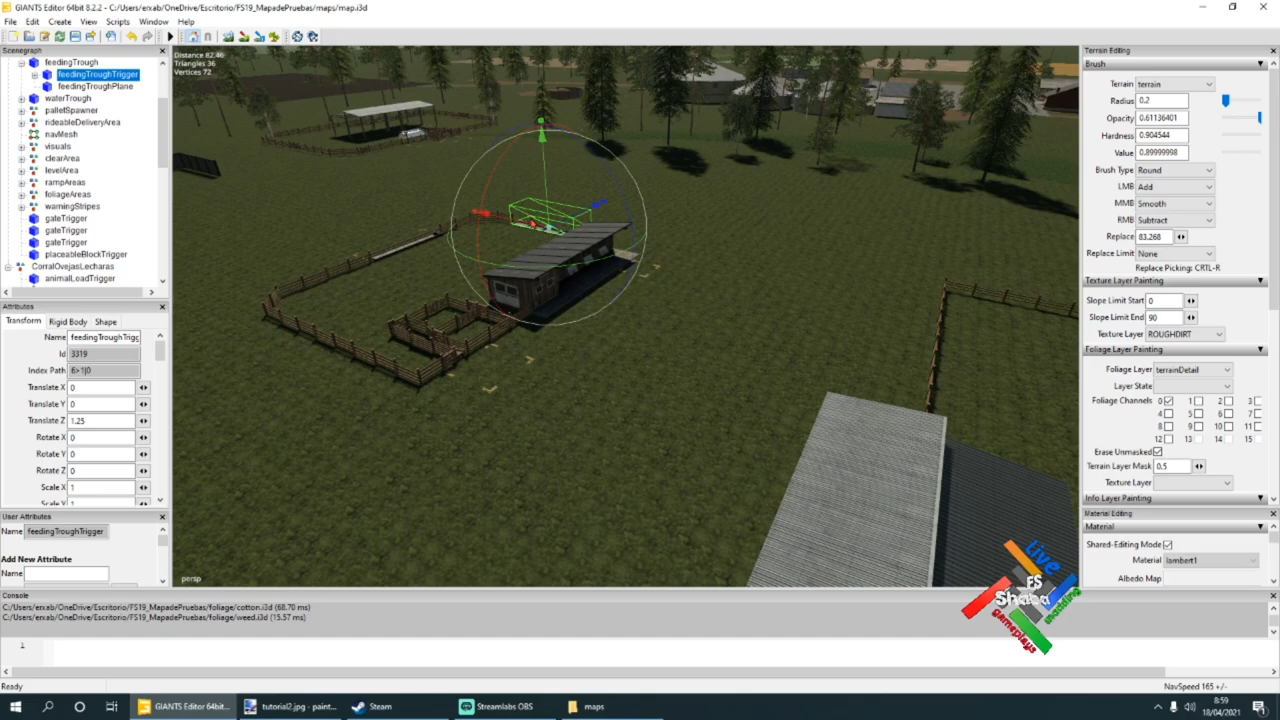 GIANTS Editor 64bit 8.2.2 - C:/Users/erxab/OneDrive/Escritorio/FS19_MapadePruebas/maps/map.i3d
File Edit Create View Scripts Window Help
Scenegraph
feedingTrough
feedingTroughTrigger
feedingTroughPlane
waterTrough
palletSpawner
rideableDeliveryArea
navMesh
visuals
clearArea
levelArea
rampAreas
foliageAreas
warningStripes
gateTrigger
gateTrigger
gateTrigger
placeableBlockTrigger
CorralOvejasLecharas
animalLoadTrigger
Attributes
Transform Rigid Body Shape
Name feedingTroughTrigg
Id 3319
Index Path 6>1|0
Translate X 0
Translate Y 0
Translate Z 1.25
Rotate X 0
Rotate Y 0
Rotate Z 0
Scale X 1
Scale Y 1
User Attributes
Name feedingTroughTrigger
Add New Attribute
Name
Distance 82.46
Triangles 36
Vertices 72
persp
Live
FS
Shaba
gameplays
modding
Terrain Editing
Brush
Terrain terrain
Radius 0.2
Opacity 0.61136401
Hardness 0.904544
Value 0.89999998
Brush Type Round
LMB Add
MMB Smooth
RMB Subtract
Replace 83.268
Replace Limit None
Replace Picking: CRTL-R
Texture Layer Painting
Slope Limit Start 0
Slope Limit End 90
Texture Layer ROUGHDIRT
Foliage Layer Painting
Foliage Layer terrainDetail
Layer State
Foliage Channels 0 1 2 3
4 5 6 7
8 9 10 11
12 13 14 15
Erase Unmasked
Terrain Layer Mask 0.5
Texture Layer
Info Layer Painting
Material Editing
Material
Shared-Editing Mode
Material lambert1
Albedo Map
Console
C:/Users/erxab/OneDrive/Escritorio/FS19_MapadePruebas/foliage/cotton.i3d (68.70 ms)
C:/Users/erxab/OneDrive/Escritorio/FS19_MapadePruebas/foliage/weed.i3d (15.57 ms)
1
Ready
NavSpeed 165 +/-
GIANTS Editor 64bit...
tutorial2.jpg - paint...
Steam
Streamlabs OBS
maps
8:59
18/04/2021